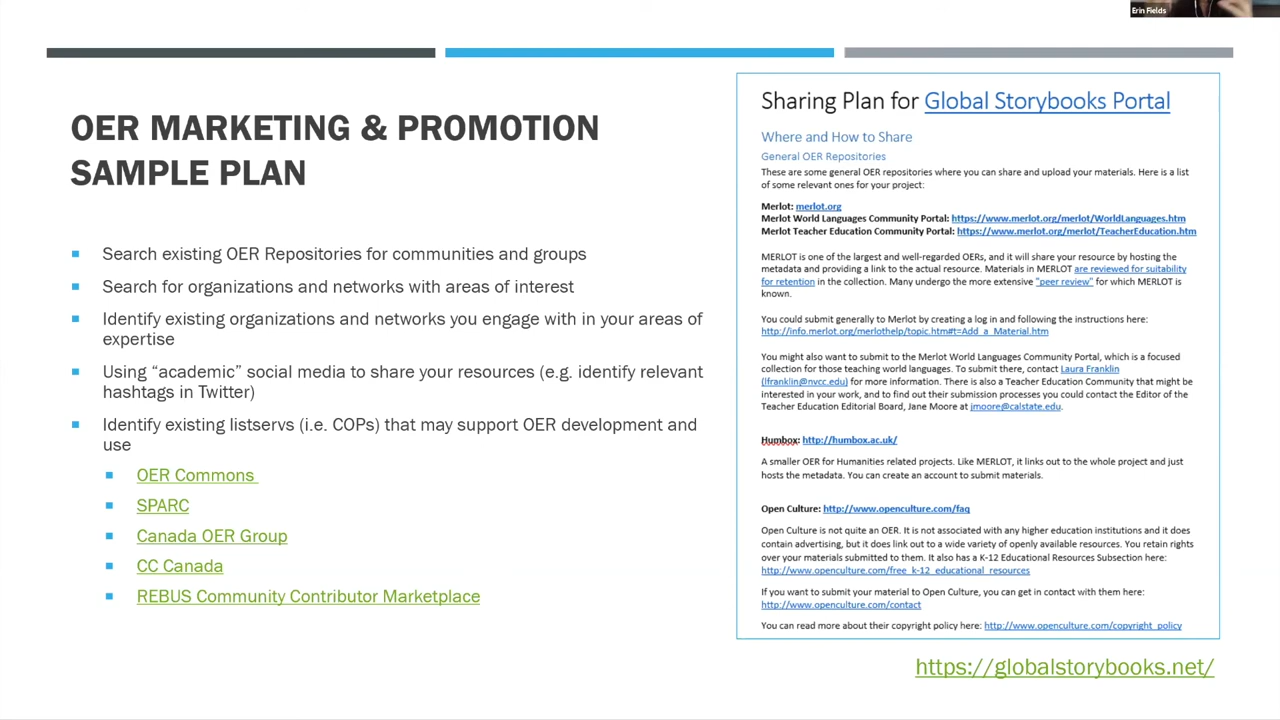 Erin Fields
OER MARKETING & PROMOTION
SAMPLE PLAN
Search existing OER Repositories for communities and groups
Search for organizations and networks with areas of interest
Identify existing organizations and networks you engage with in your areas of
expertise
Using “academic” social media to share your resources (e.g. identify relevant
hashtags in Twitter)
Identify existing listservs (i.e. COPs) that may support OER development and
use
OER Commons
SPARC
Canada OER Group
CC Canada
REBUS Community Contributor Marketplace
Sharing Plan for Global Storybooks Portal
Where and How to Share
General OER Repositories
These are some general OER repositories where you can share and upload your materials. Here is a list
of some relevant ones for your project:
Merlot: merlot.org
Merlot World Languages Community Portal: https://www.merlot.org/merlot/WorldLanguages.htm
Merlot Teacher Education Community Portal: https://www.merlot.org/merlot/TeacherEducation.htm
MERLOT is one of the largest and well-regarded OERs, and it will share your resource by hosting the
metadata and providing a link to the actual resource. Materials in MERLOT are reviewed for suitability
for retention in the collection. Many undergo the more extensive "peer review" for which MERLOT is
known.
You could submit generally to Merlot by creating a log in and following the instructions here:
http://info.merlot.org/merlothelp/topic.htm#t=Add_a_Material.htm
You might also want to submit to the Merlot World Languages Community Portal, which is a focused
collection for those teaching world languages. To submit, contact Laura Franklin
(lfranklin@nvcc.edu) for more information. There is also a Teacher Education Community that might be
interested in your work, and to find out their submission processes you could contact the Editor of the
Teacher Education Editorial Board, Jane Moore at jmoore@calstate.edu.
Humbox: http://humbox.ac.uk/
A smaller OER for Humanities related projects. Like MERLOT, it links out to the whole project and just
hosts the metadata. You can create an account to submit materials.
Open Culture: http://www.openculture.com/faq
Open Culture is not quite an OER. It is not associated with any higher education institutions and it does
contain advertising, but it does link out to a wide variety of openly available resources. You retain rights
over your materials submitted to them. It also has a K-12 Educational Resources Subsection here:
http://www.openculture.com/free_k-12_educational_resources
If you want to submit your material to Open Culture, you can get in contact with them here:
http://www.openculture.com/contact
You can read more about their copyright policy here: http://www.openculture.com/copyright_policy
https://globalstorybooks.net/